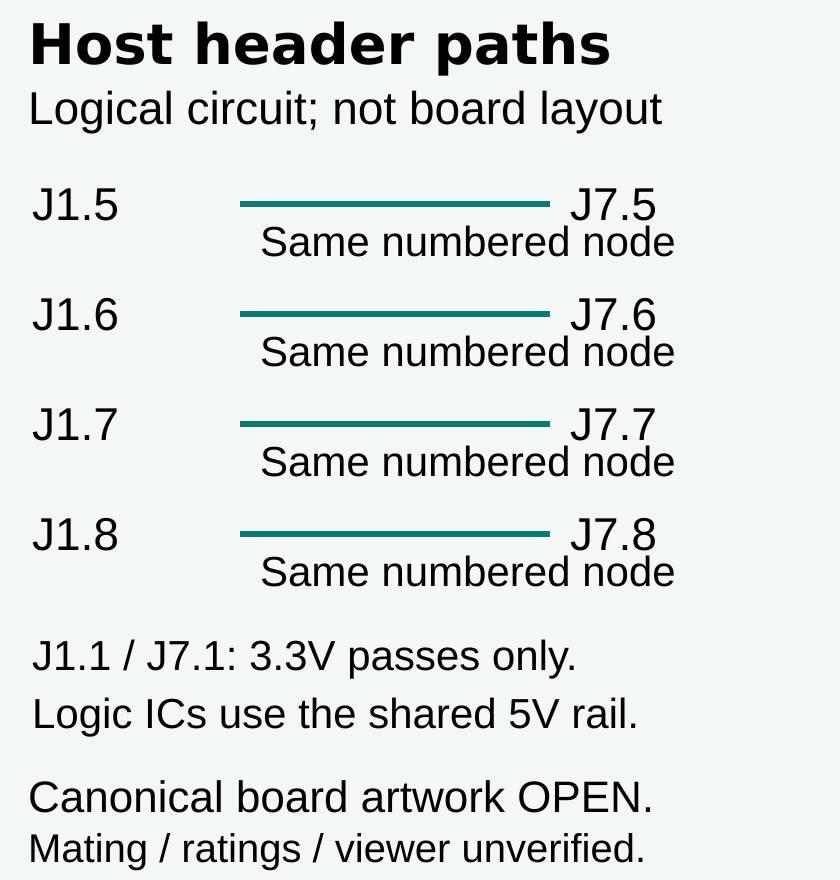 Host header paths
Logical circuit; not board layout
J1.5 J7.5
Same numbered node
J1.6 J7.6
Same numbered node
J1.7 J7.7
Same numbered node
J1.8 J7.8
Same numbered node
J1.1 / J7.1: 3.3V passes only.
Logic ICs use the shared 5V rail.
Canonical board artwork OPEN.
Mating / ratings / viewer unverified.